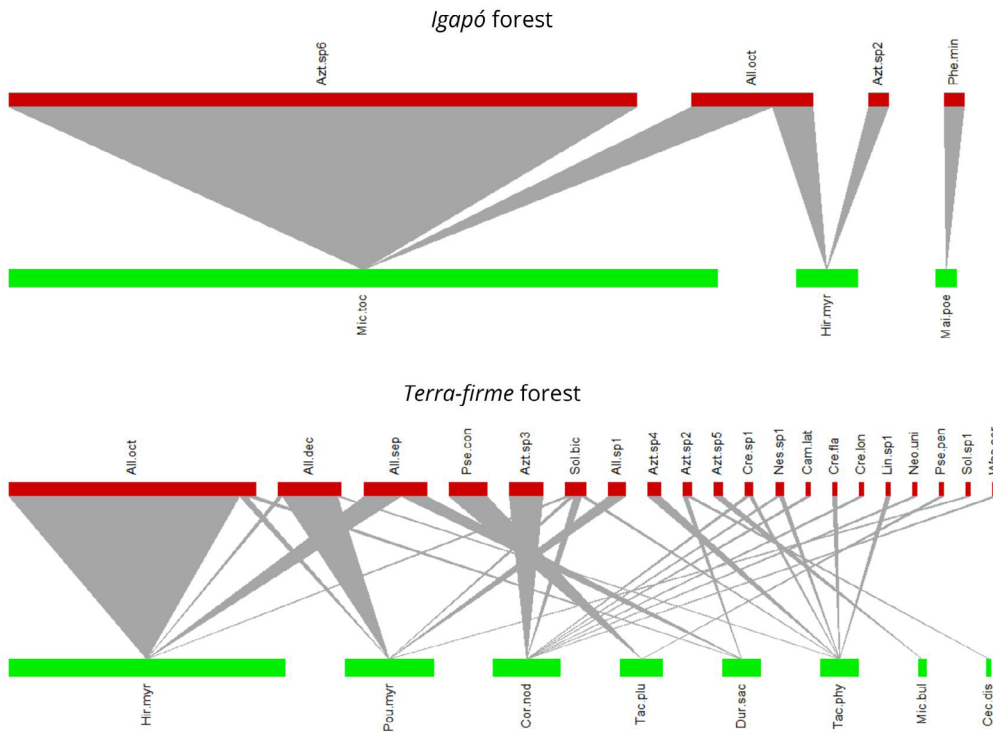 Igapó forest
Azt.sp6
All.oct
Azt.sp2
Phe.min
Mic.toc
Hir.myr
Mai.poe
Terra-firme forest
All.oct
All.dec
All.sep
Pse.con
Azt.sp3
Sol.bic
All.sp1
Azt.sp4
Azt.sp2
Azt.sp5
Cre.sp1
Nes.sp1
Cam.lat
Cre.fla
Cre.lon
Lin.sp1
Neo.uni
Pse.pen
Sol.sp1
Hir.myr
Pou.myr
Cor.nod
Tac.plu
Dur.sac
Tac.phy
Mic.bul
Cec.dis